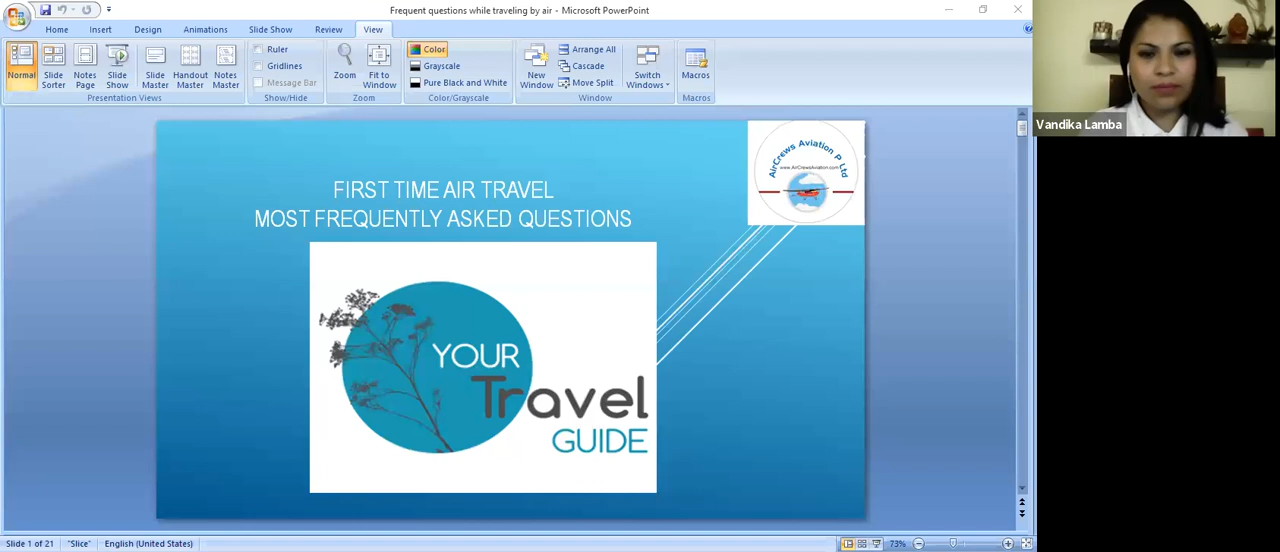 Frequent questions while traveling by air - Microsoft PowerPoint
Home Insert Design Animations Slide Show Review View
Normal
Slide Sorter
Notes Page
Slide Show
Slide Master
Handout Master
Notes Master
Presentation Views
Ruler
Gridlines
Message Bar
Show/Hide
Zoom
Fit to Window
Zoom
Color
Grayscale
Pure Black and White
Color/Grayscale
New Window
Arrange All
Cascade
Move Split
Switch Windows
Window
Macros
Macros
Vandika Lamba
AirCrews Aviation P Ltd
www.AirCrewsAviation.com
FIRST TIME AIR TRAVEL
MOST FREQUENTLY ASKED QUESTIONS
YOUR
Travel
GUIDE
Slide 1 of 21 "Slice" English (United States) 73%